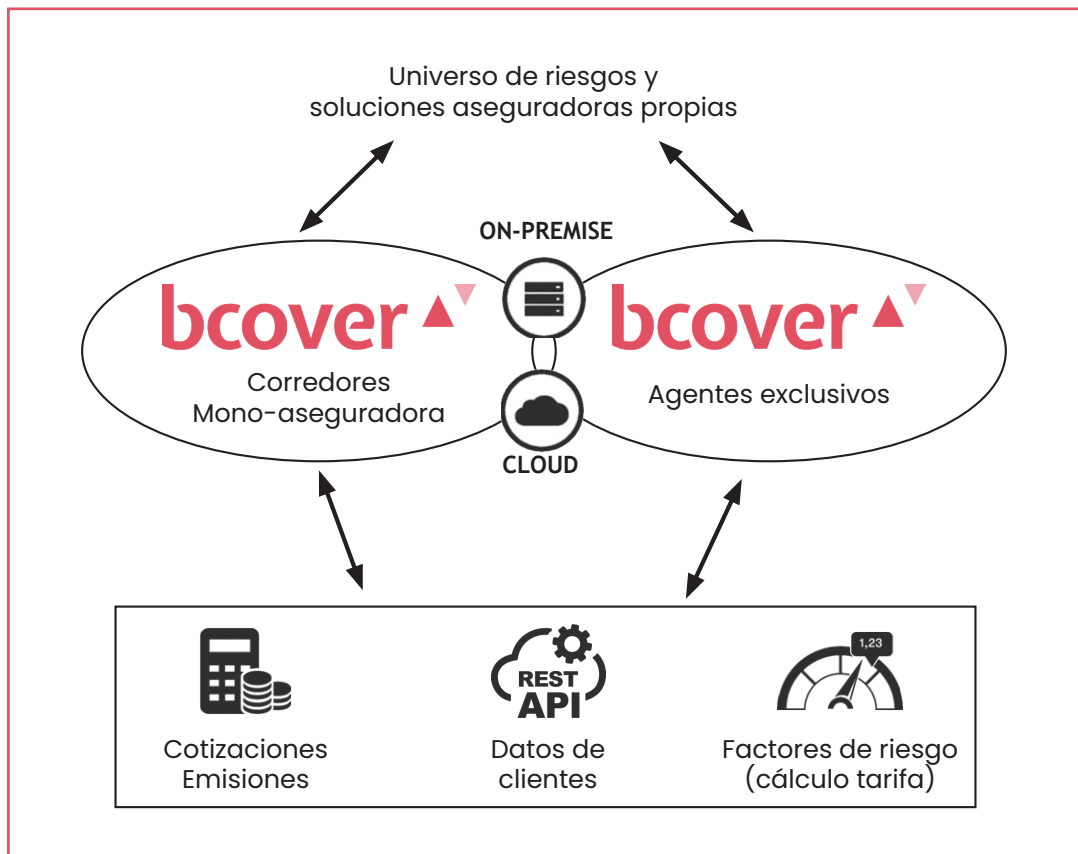 Universo de riesgos y
soluciones aseguradoras propias
ON-PREMISE
bcover
Corredores
Mono-aseguradora
bcover
Agentes exclusivos
CLOUD
REST
API
1,23
Cotizaciones
Emisiones
Datos de
clientes
Factores de riesgo
(cálculo tarifa)